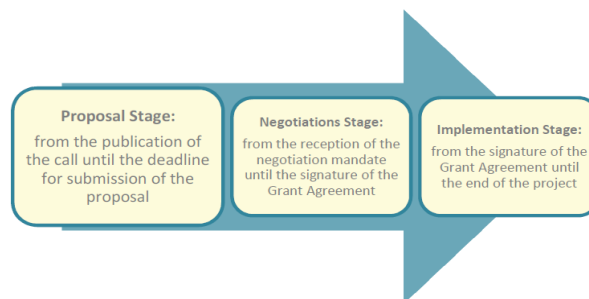 Proposal Stage:
from the publication of
the call until the deadline
for submission of the
proposal
Negotiations Stage:
from the reception of the
negotiation mandate
until the signature of the
Grant Agreement
Implementation Stage:
from the signature of the
Grant Agreement until
the end of the project